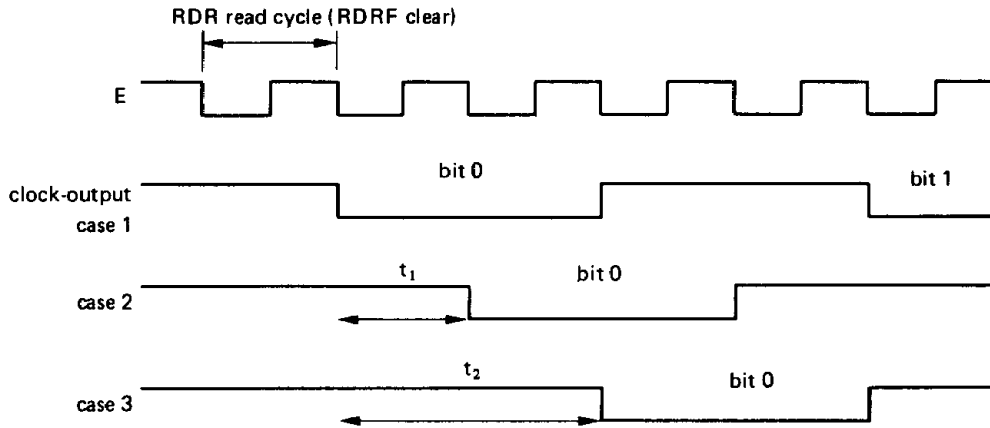 RDR read cycle (RDRF clear)
E
bit 0
bit 1
clock-output
case 1
t₁
bit 0
case 2
t₂
bit 0
case 3